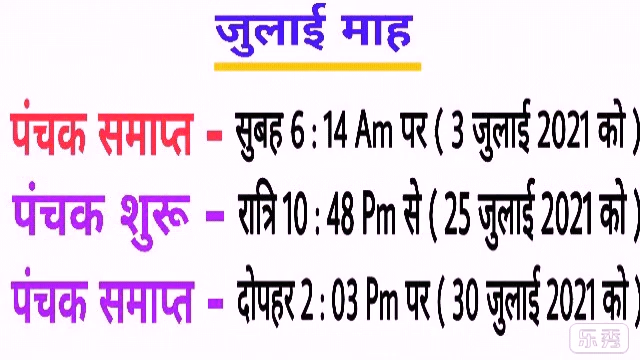 जुलाई माह
पंचक समाप्त - सुबह 6 : 14 Am पर ( 3 जुलाई 2021 को )
पंचक शुरू - रात्रि 10 : 48 Pm से ( 25 जुलाई 2021 को )
पंचक समाप्त - दोपहर 2 : 03 Pm पर ( 30 जुलाई 2021 को )
乐秀